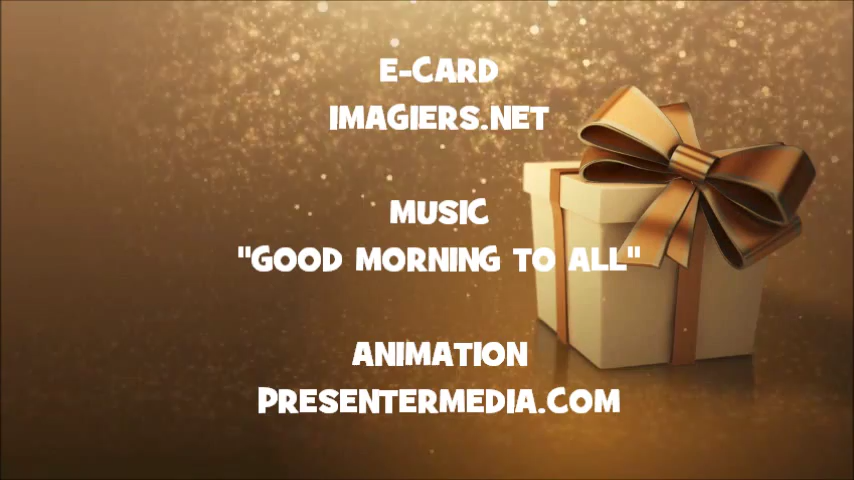 E-CARD
IMAGIERS.NET
MUSIC
"GOOD MORNING TO ALL"
ANIMATION
PRESENTERMEDIA.COM